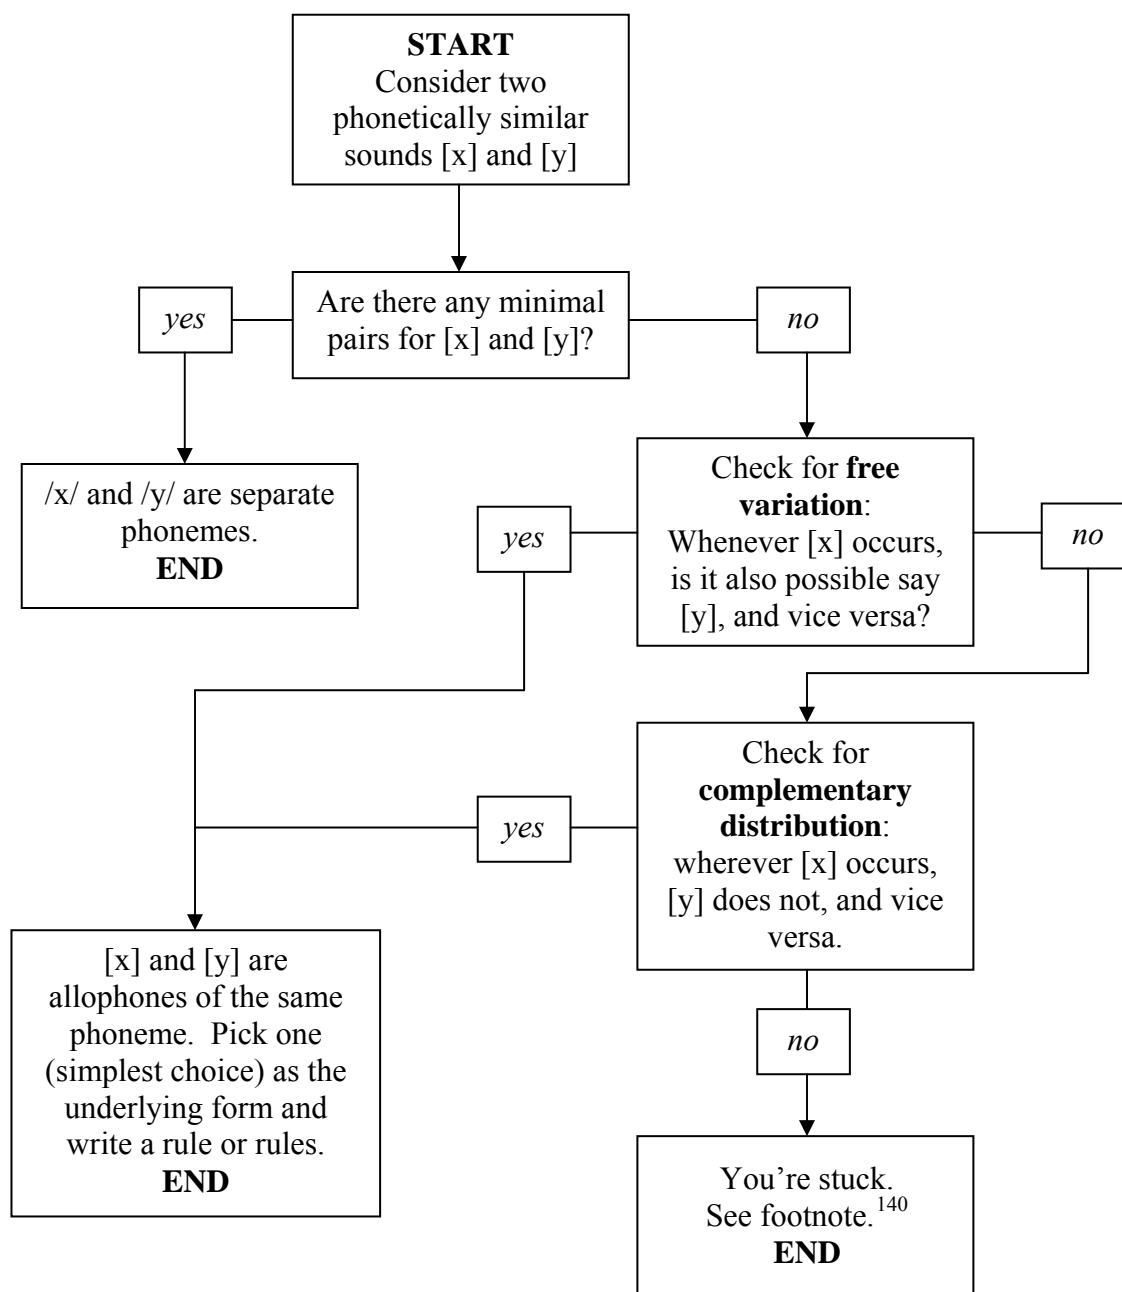 START
Consider two
phonetically similar
sounds [x] and [y]
Are there any minimal
pairs for [x] and [y]?
yes
no
/x/ and /y/ are separate
phonemes.
END
Check for free
variation:
Whenever [x] occurs,
is it also possible say
[y], and vice versa?
yes
no
Check for
complementary
distribution:
wherever [x] occurs,
[y] does not, and vice
versa.
yes
no
[x] and [y] are
allophones of the same
phoneme. Pick one
(simplest choice) as the
underlying form and
write a rule or rules.
END
You’re stuck.
See footnote.140
END